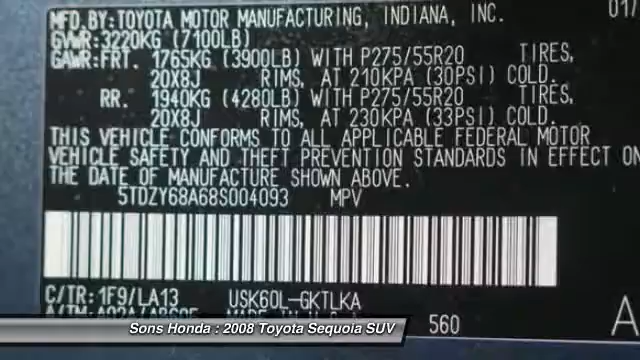 MFD. BY: TOYOTA MOTOR MANUFACTURING, INDIANA, INC. 01/
GVWR: 3220KG (7100LB)
GAWR: FRT. 1765KG (3900LB) WITH P275/55R20 TIRES,
20X8J RIMS, AT 210KPA (30PSI) COLD.
RR. 1940KG (4280LB) WITH P275/55R20 TIRES,
20X8J RIMS, AT 230KPA (33PSI) COLD.
THIS VEHICLE CONFORMS TO ALL APPLICABLE FEDERAL MOTOR
VEHICLE SAFETY AND THEFT PREVENTION STANDARDS IN EFFECT ON
THE DATE OF MANUFACTURE SHOWN ABOVE.
5TDZY68A68S004093 MPV
C/TR: 1F9/LA13 USK60L-GKTLKA
A/TM:
560 A
Sons Honda : 2008 Toyota Sequoia SUV